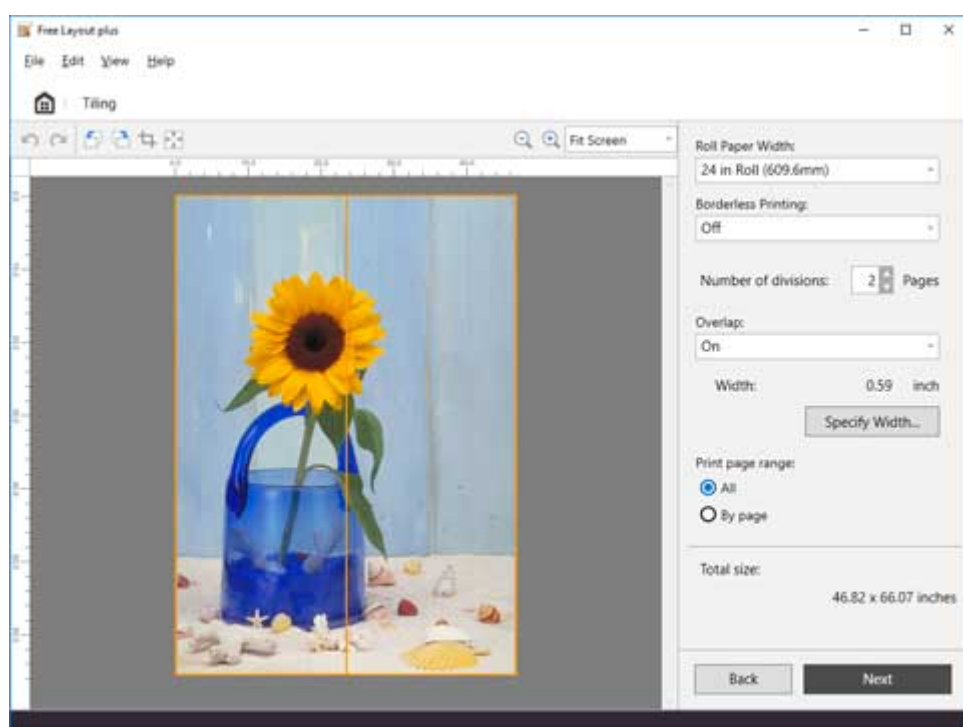 Free Layout plus
File Edit View Help
Tiling
Fit Screen
Roll Paper Width:
24 in Roll (609.6mm)
Borderless Printing:
Off
Number of divisions: 2 Pages
Overlap:
On
Width: 0.59 inch
Specify Width...
Print page range:
All
By page
Total size:
46.82 x 66.07 inches
Back Next